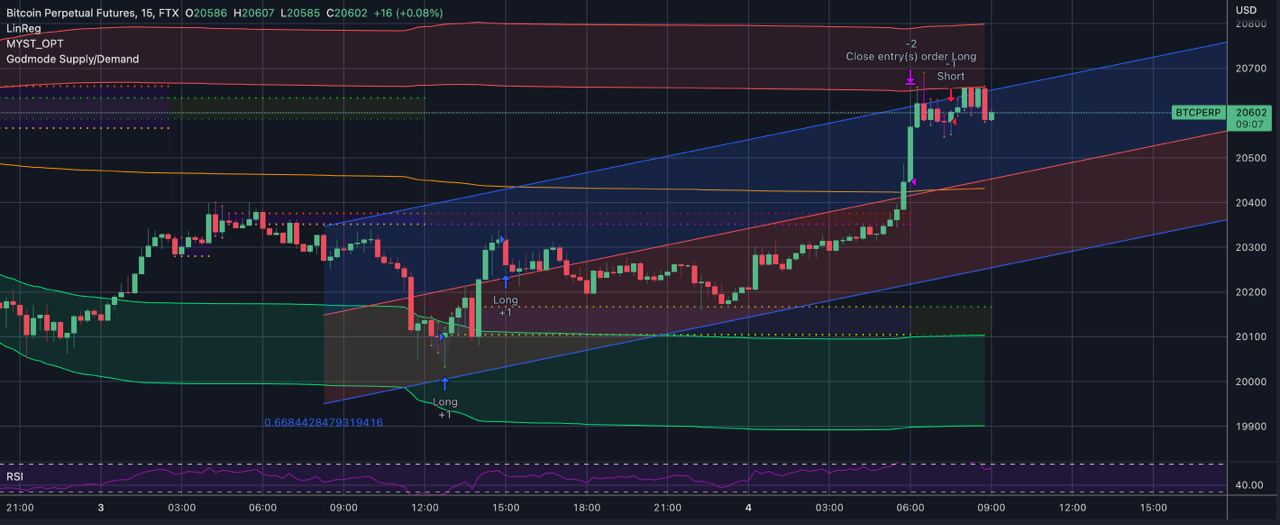 Bitcoin Perpetual Futures, 15, FTX O20586 H20607 L20585 C20602 +16 (+0.08%)
USD
LinReg
MYST_OPT
Godmode Supply/Demand
-2
Close entry(s) order Long
-1
Short
20800
20700
BTCPERP 20602
09:07
20500
20400
20300
20200
20100
20000
19900
Long
+1
Long
+1
0.6684428479319416
RSI
40.00
21:00 3 03:00 06:00 09:00 12:00 15:00 18:00 21:00 4 03:00 06:00 09:00 12:00 15:00